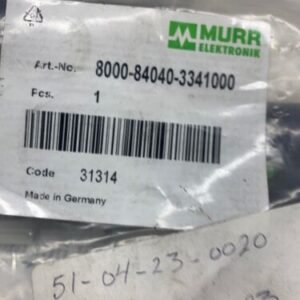 MURR
ELEKTRONIK
Art.-No. 8000-84040-3341000
Pcs. 1
Code 31314
Made in Germany
51-04-23-0020